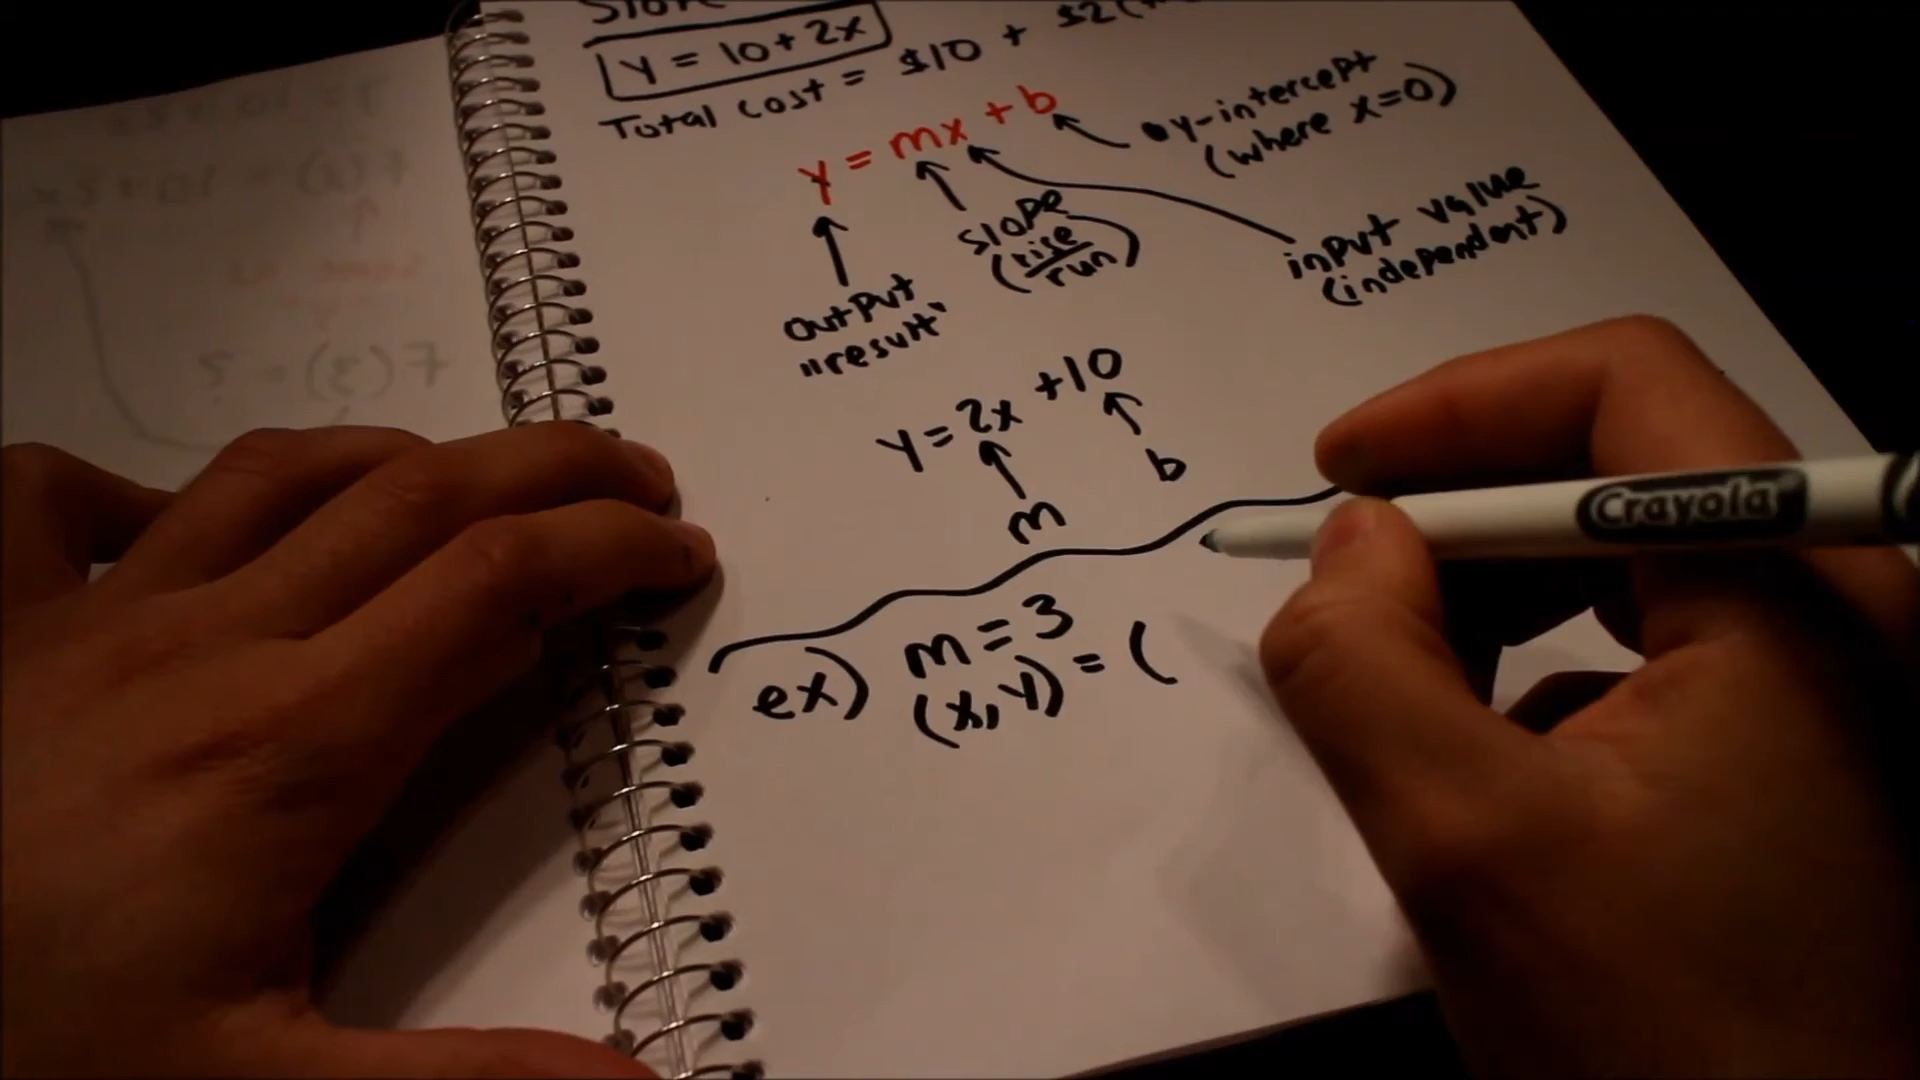 y = 10 + 2x
Total cost = $10 + $2(
y = mx + b
y-intercept
(where x=0)
slope
(rise
run)
input value
(independent)
output
"result"
y = 2x + 10
m
b
Crayola
m = 3
ex) (x, y) = (
f(3) = ?